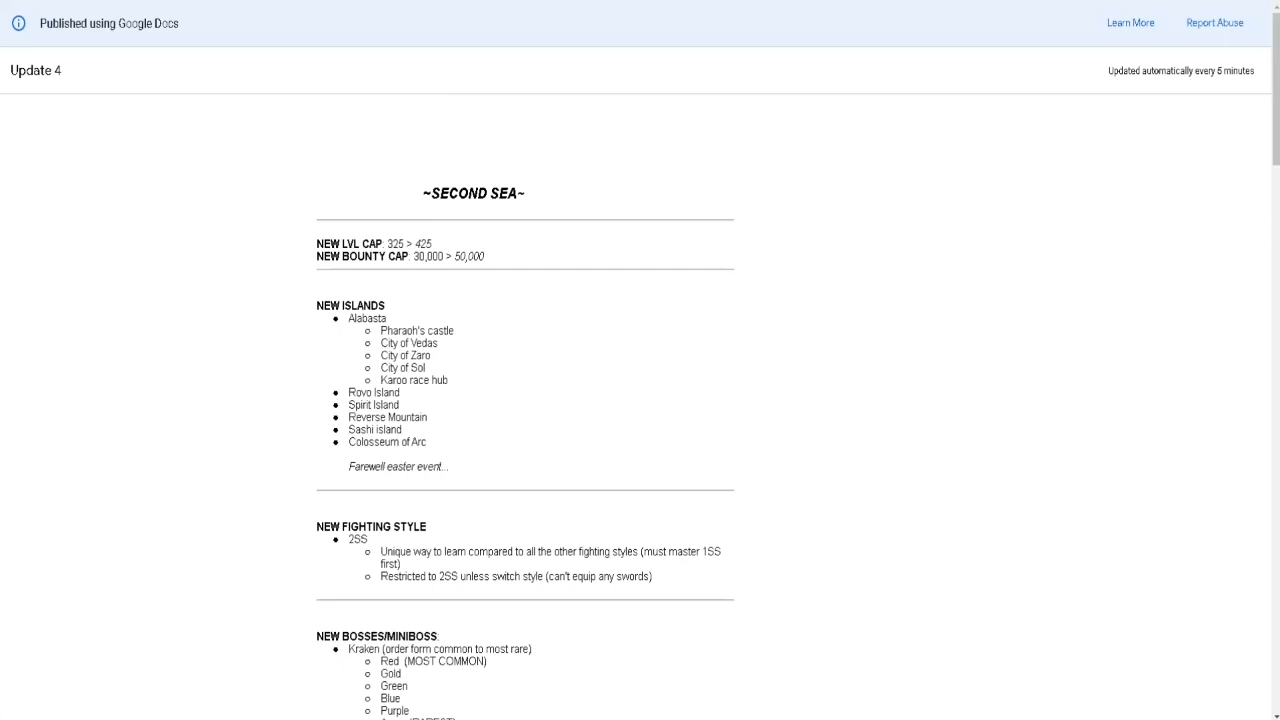 Published using Google Docs
Learn More
Report Abuse
Update 4
Updated automatically every 5 minutes
~SECOND SEA~
NEW LVL CAP: 325 > 425
NEW BOUNTY CAP: 30,000 > 50,000
NEW ISLANDS
Alabasta
Pharaoh's castle
City of Vedas
City of Zaro
City of Sol
Karoo race hub
Rovo Island
Spirit Island
Reverse Mountain
Sashi island
Colosseum of Arc
Farewell easter event...
NEW FIGHTING STYLE
2SS
Unique way to learn compared to all the other fighting styles (must master 1SS
first)
Restricted to 2SS unless switch style (can't equip any swords)
NEW BOSSES/MINIBOSS:
Kraken (order form common to most rare)
Red (MOST COMMON)
Gold
Green
Blue
Purple